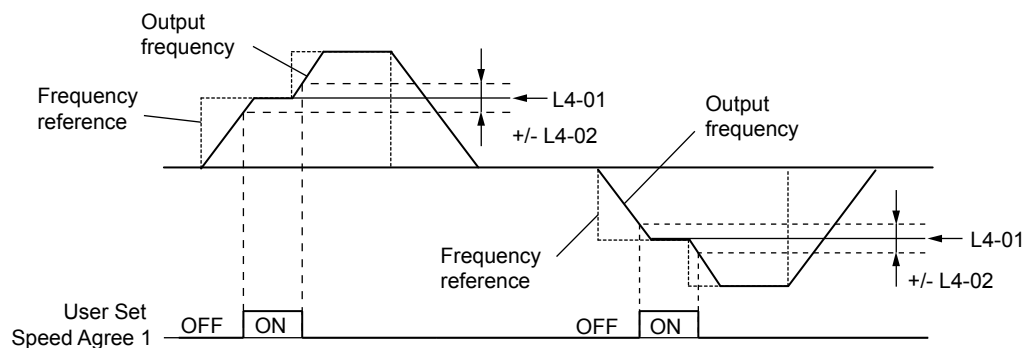 Output
frequency
Frequency
reference
L4-01
+/- L4-02
Output
frequency
Frequency
reference
L4-01
+/- L4-02
User Set
Speed Agree 1
OFF
ON
OFF
ON